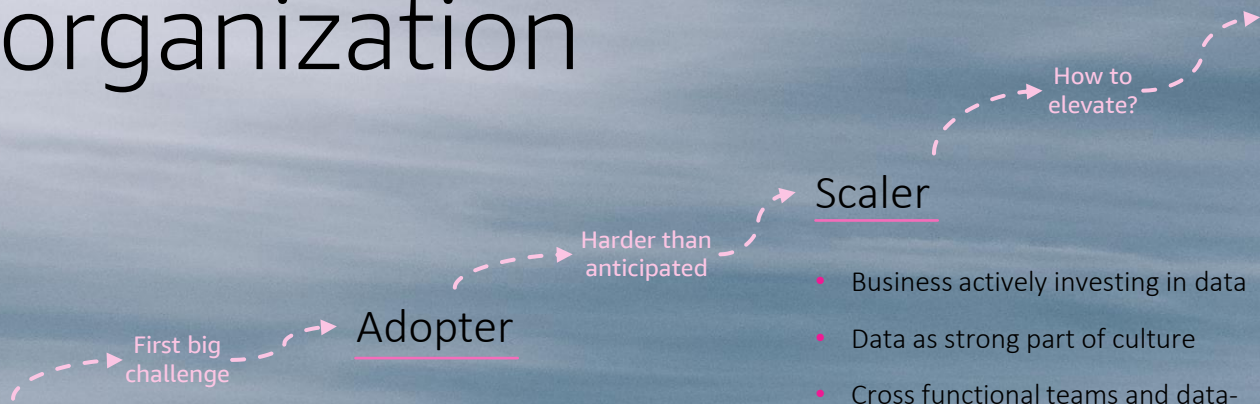 organization
How to
elevate?
Scaler
Harder than
anticipated
Business actively investing in data
Adopter
Data as strong part of culture
First big
challenge
Cross functional teams and data-